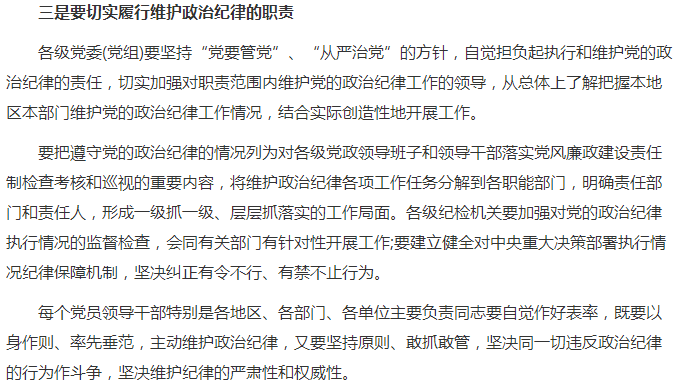 三是要切实履行维护政治纪律的职责
各级党委(党组)要坚持“党要管党”、“从严治党”的方针，自觉担负起执行和维护党的政
治纪律的责任，切实加强对职责范围内维护党的政治纪律工作的领导，从总体上了解把握本地
区本部门维护党的政治纪律工作情况，结合实际创造性地开展工作。
要把遵守党的政治纪律的情况列为对各级党政领导班子和领导干部落实党风廉政建设责任
制检查考核和巡视的重要内容，将维护政治纪律各项工作任务分解到各职能部门，明确责任部
门和责任人，形成一级抓一级、层层抓落实的工作局面。各级纪检机关要加强对党的政治纪律
执行情况的监督检查，会同有关部门有针对性开展工作;要建立健全对中央重大决策部署执行情
况纪律保障机制，坚决纠正有令不行、有禁不止行为。
每个党员领导干部特别是各地区、各部门、各单位主要负责同志要自觉作好表率，既要以
身作则、率先垂范，主动维护政治纪律，又要坚持原则、敢抓敢管，坚决同一切违反政治纪律
的行为作斗争，坚决维护纪律的严肃性和权威性。